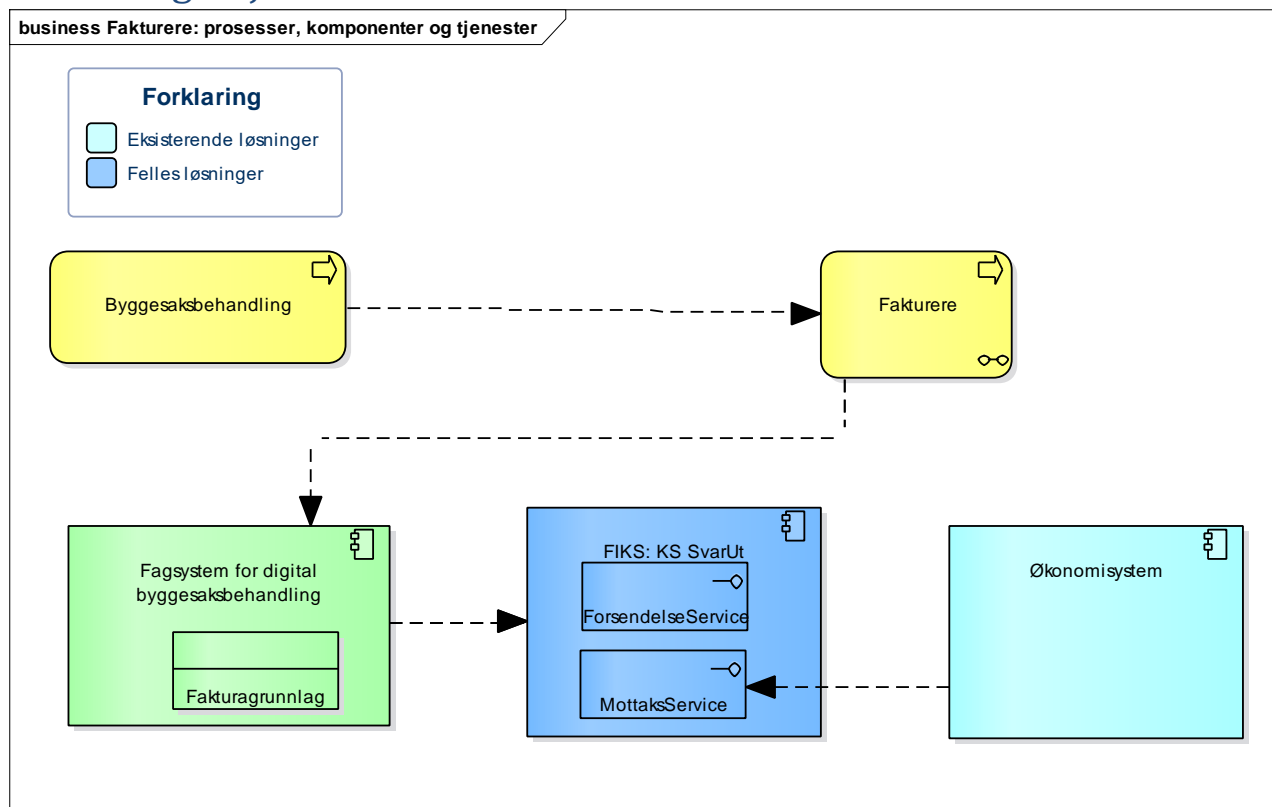 business Fakturere: prosesser, komponenter og tjenester
Forklaring
Eksisterende løsninger
Felles løsninger
Byggesaksbehandling
Fakturere
Fagsystem for digital
byggesaksbehandling
Fakturagrunnlag
FIKS: KS SvarUt
ForsendelseService
MottaksService
Økonomisystem